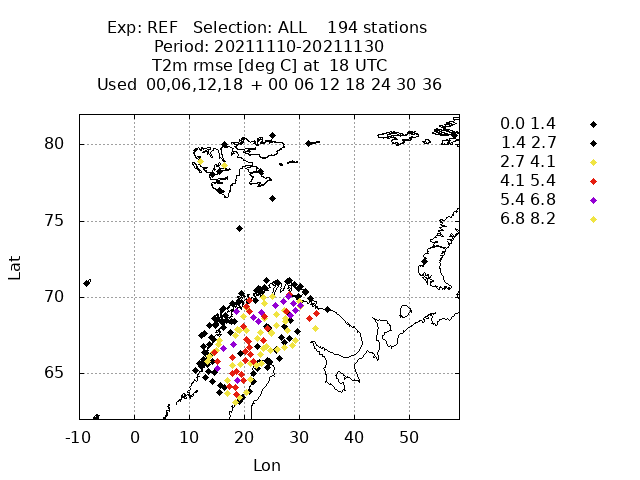 Exp: REF   Selection: ALL    194 stations
Period: 20211110-20211130
T2m rmse [deg C] at  18 UTC
Used  00,06,12,18 + 00 06 12 18 24 30 36
0.0 1.4
1.4 2.7
2.7 4.1
4.1 5.4
5.4 6.8
6.8 8.2
80
75
70
65
Lat
-10 0 10 20 30 40 50
Lon